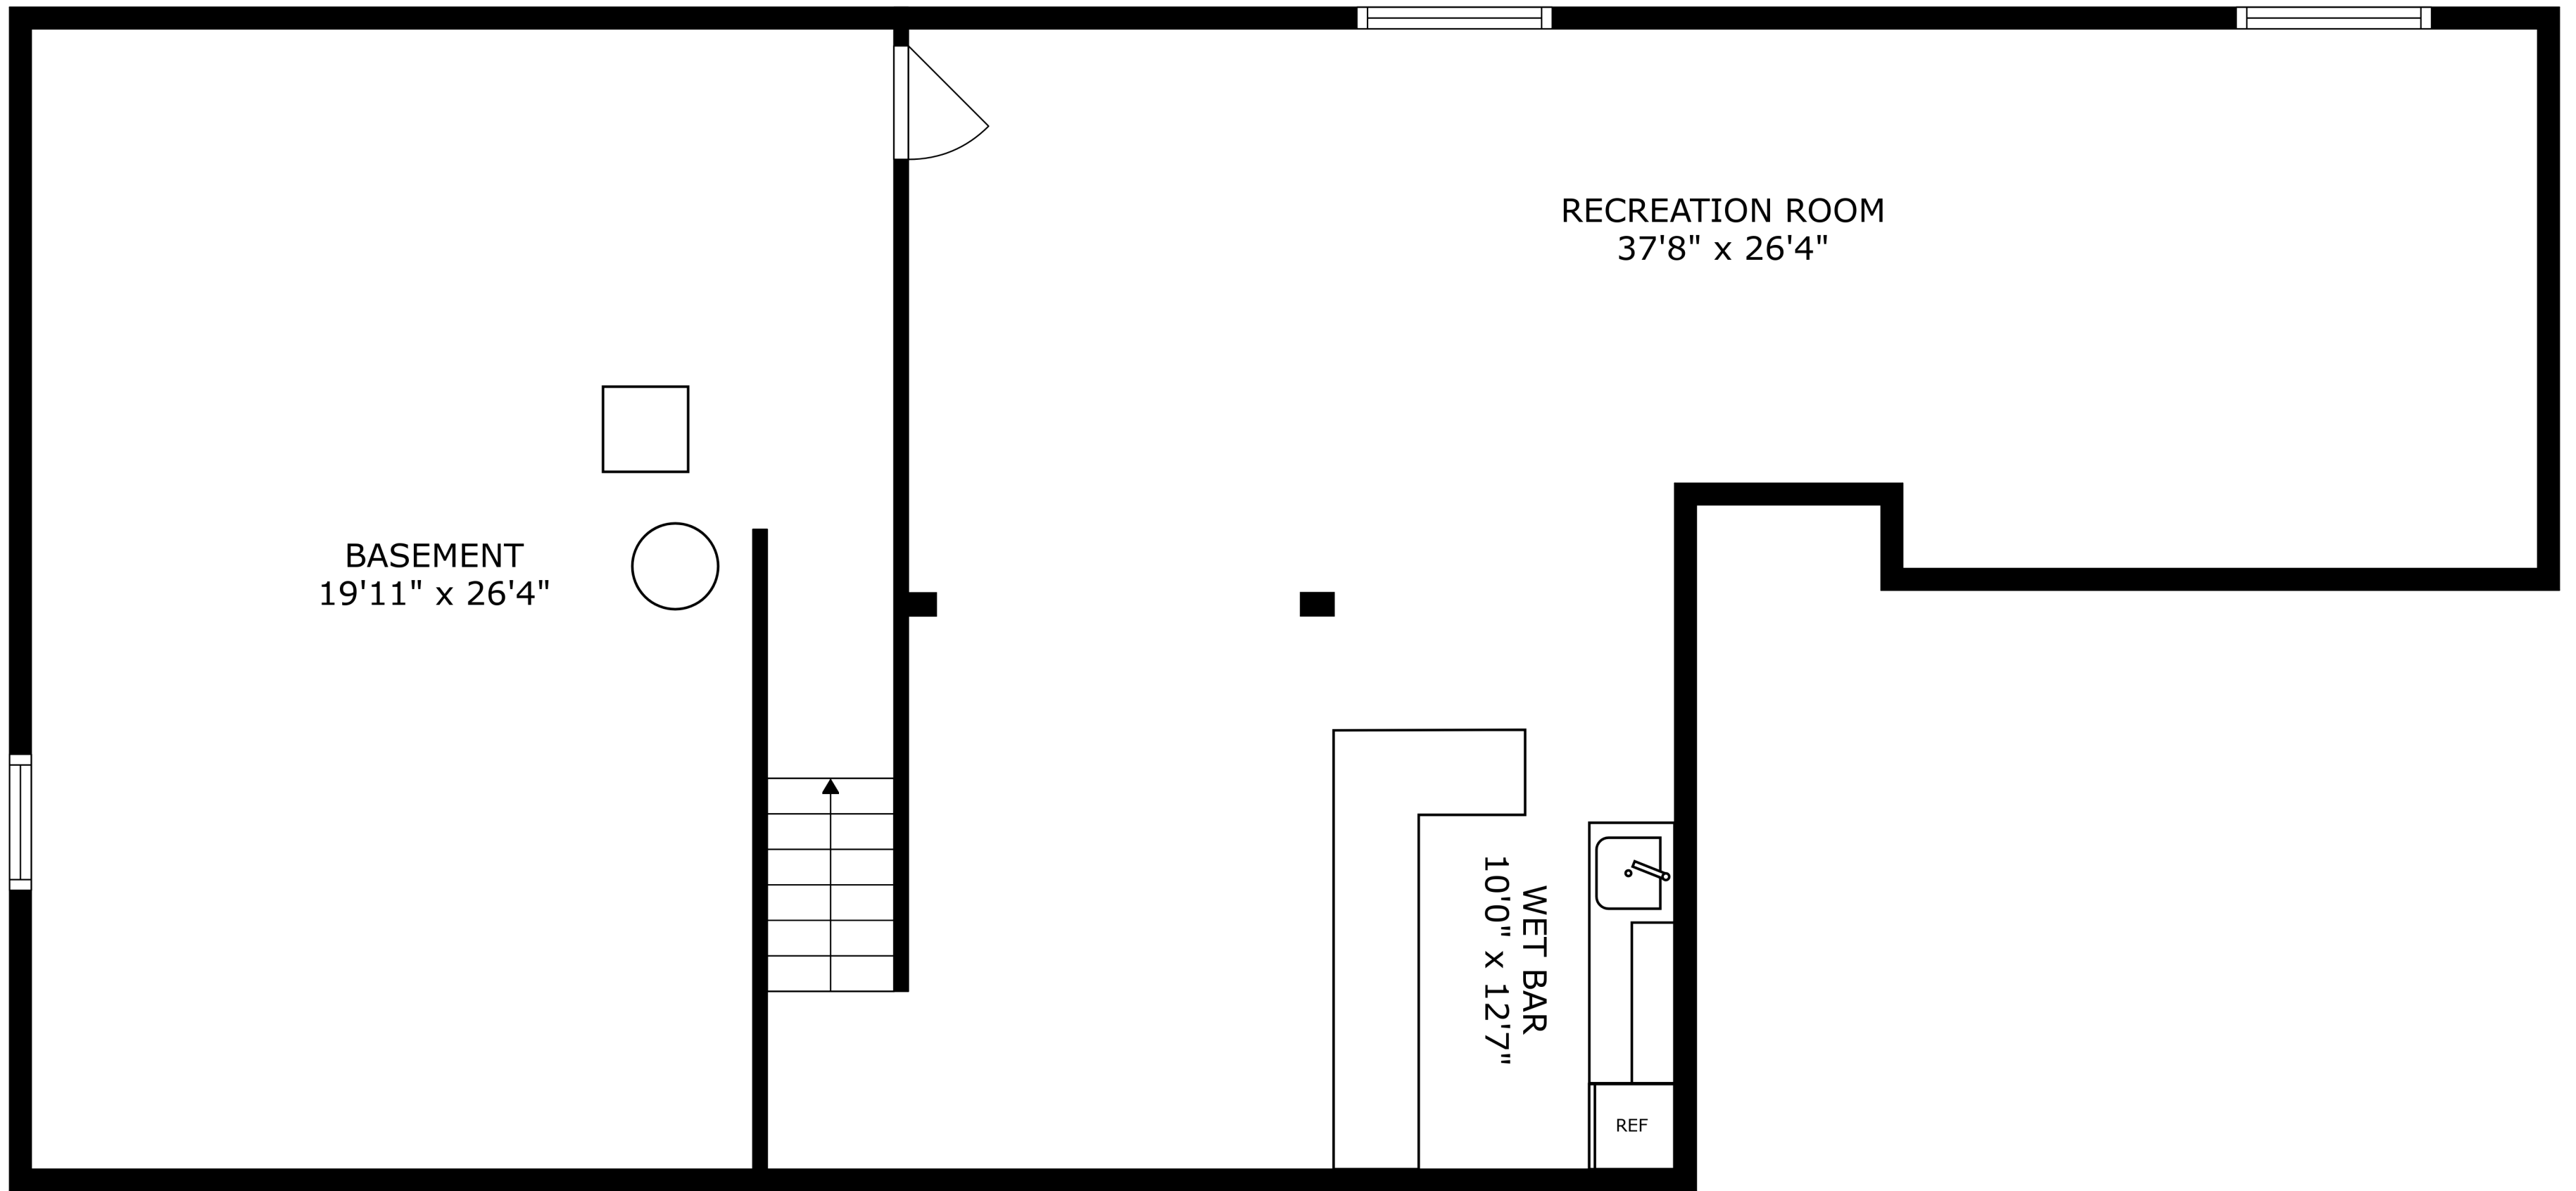 RECREATION ROOM
37'8" x 26'4"
BASEMENT
19'11" x 26'4"
WET BAR
10'0" x 12'7"
REF